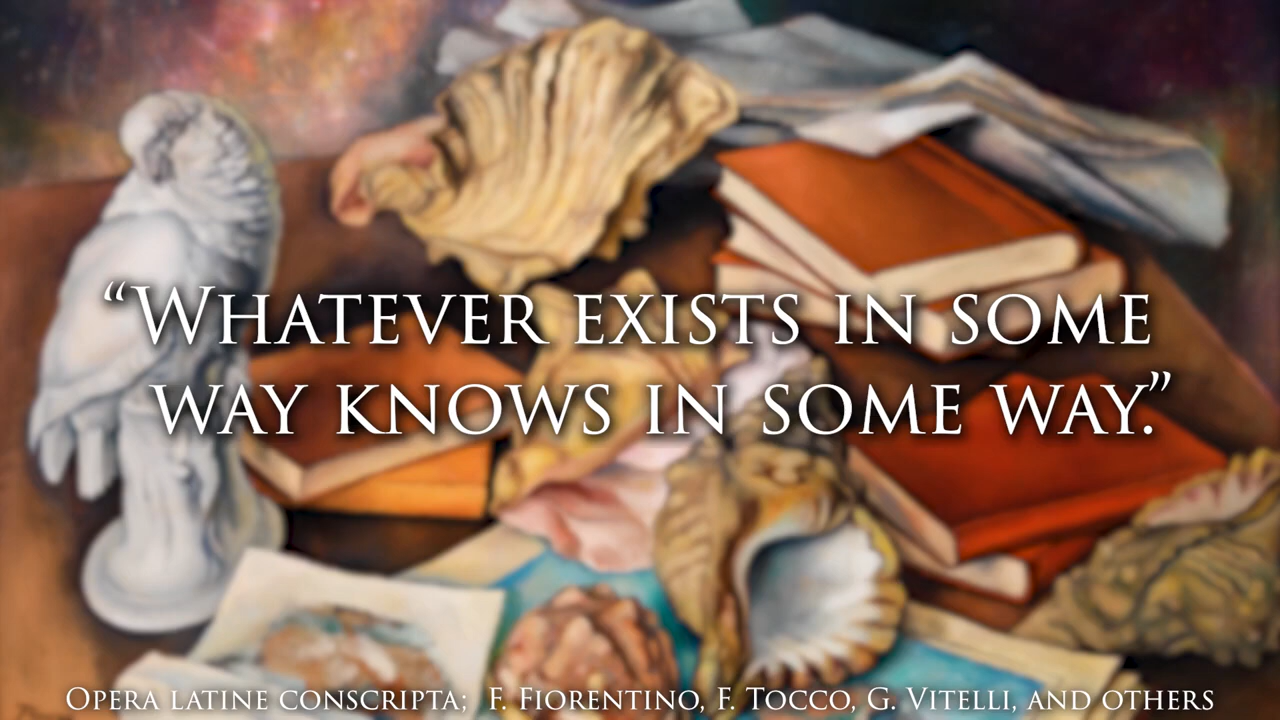 “Whatever exists in some
way knows in some way.”
Opera latine conscripta; F. Fiorentino, F. Tocco, G. Vitelli, and others